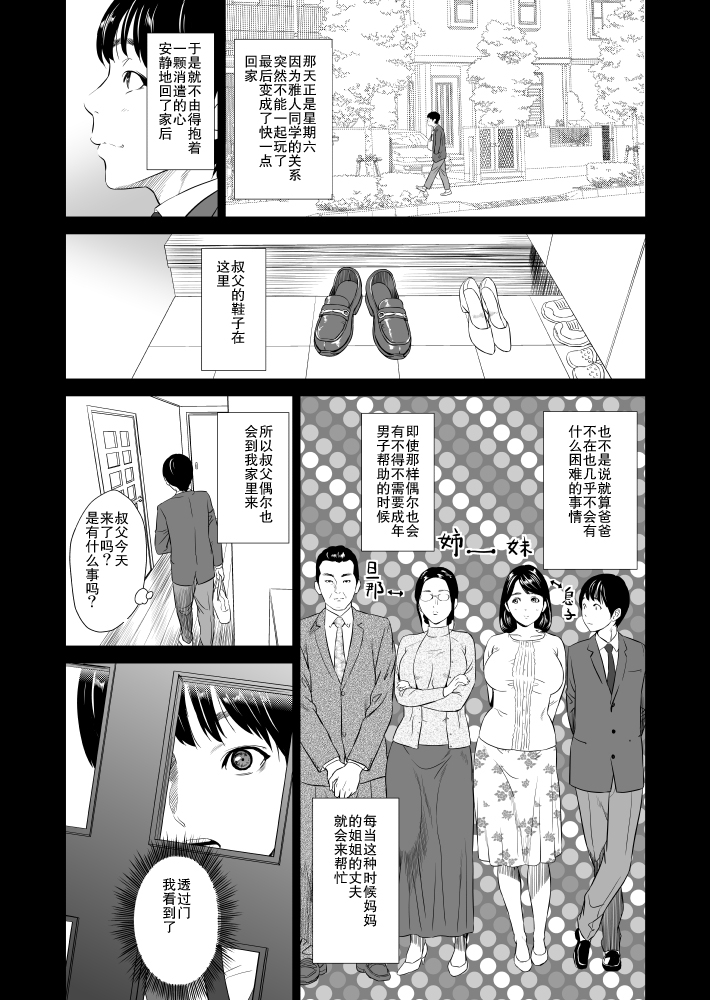 那天正是星期六
因为雅人同学的关系
突然不能一起玩了
最后变成了快一点
回家
于是就不由得抱着
一颗消遣的心
安静地回了家后
叔父的鞋子在
这里
也不是说就算爸爸
不在也几乎不会有
什么困难的事情
即使那样偶尔也会
有不得不需要成年
男子帮助的时候
姉 妹
旦那
息子
每当这种时候妈妈
的姐姐的丈夫
就会来帮忙
所以叔父偶尔也
会到我家里来
叔父今天
来了吗？
是有什么事吗？
透过门
我看到了